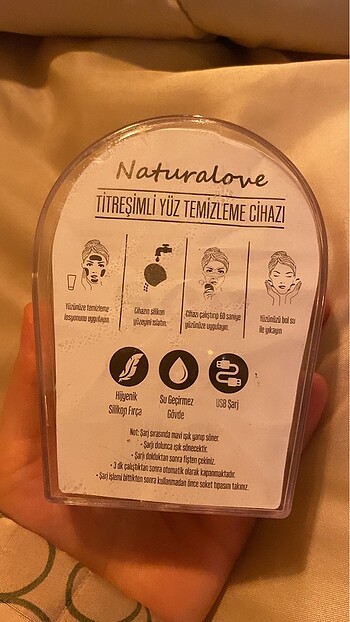 Naturalove
TİTREŞİMLİ YÜZ TEMİZLEME CİHAZI
Yüzünüze temizleme
losyonunu uygulayın.
Cihazın silikon
yüzeyini ıslatın.
Cihazı çalıştırıp 60 saniye
yüzünüze uygulayın.
Yüzünüzü bol su
ile yıkayın
Hijyenik
Silikon Fırça
Su Geçirmez
Gövde
USB Şarj
Not: Şarj sırasında mavi ışık yanıp söner.
• Şarj dolunca ışık sönecektir.
• Şarj dolduktan sonra fişten çekiniz.
• 3 dk çalıştıktan sonra otomatik olarak kapanmaktadır.
• Şarj işlemi bittikten sonra kullanmadan önce soket tıpasını takınız.